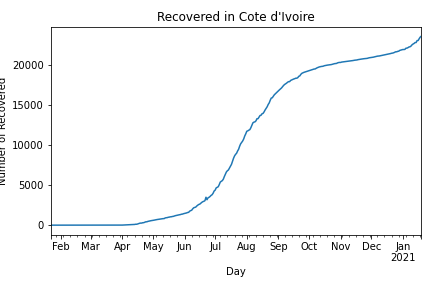 Recovered in Cote d'Ivoire
Number of Recovered
20000
15000
10000
5000
0
Feb Mar Apr May Jun Jul Aug Sep Oct Nov Dec Jan
2021
Day